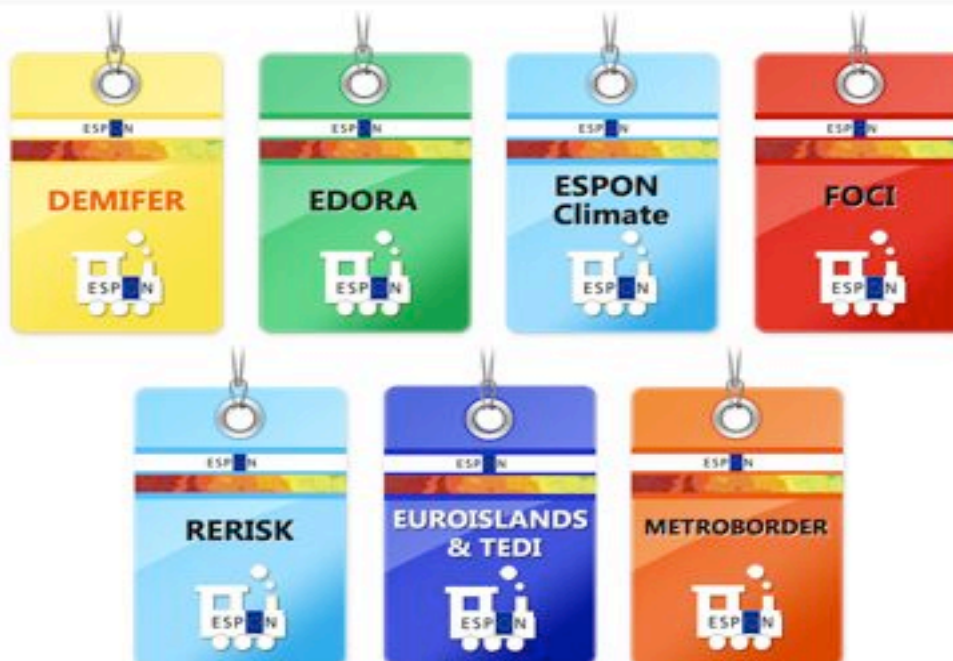 ESPON ESPON ESPON ESPON
DEMIFER EDORA ESPON Climate FOCI
ESPON ESPON ESPON ESPON
ESPON ESPON ESPON
RERISK EUROISLANDS & TEDI METROBORDER
ESPON ESPON ESPON